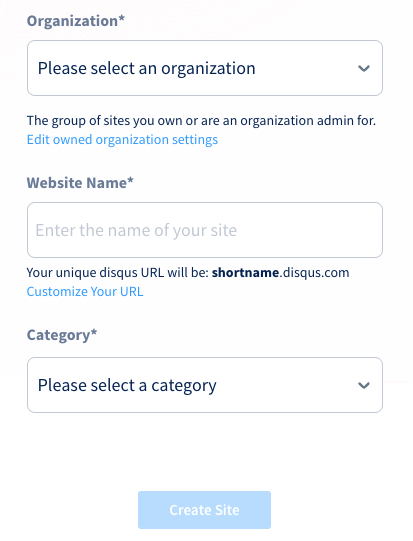 Organization*
Please select an organization
The group of sites you own or are an organization admin for.
Edit owned organization settings
Website Name*
Enter the name of your site
Your unique disqus URL will be: shortname.disqus.com
Customize Your URL
Category*
Please select a category
Create Site